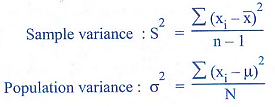 Sample variance : S² = ∑ (xᵢ – x̄)² / n – 1
Population variance : σ² = ∑ (xᵢ – μ)² / N